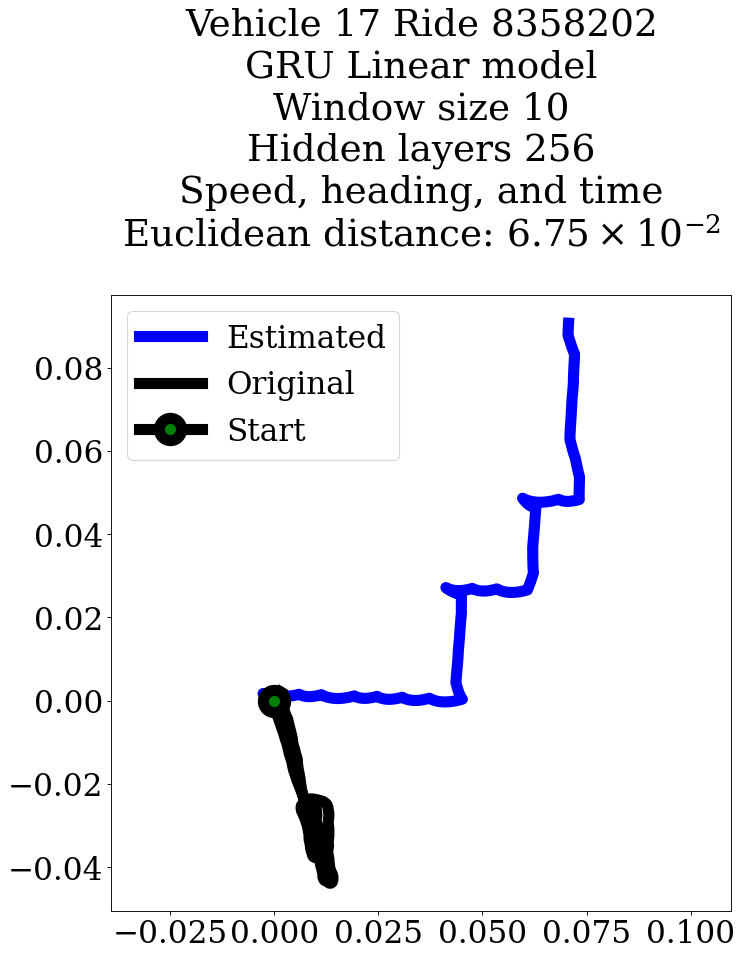 Vehicle 17 Ride 8358202
GRU Linear model
Window size 10
Hidden layers 256
Speed, heading, and time
Euclidean distance: 6.75 × 10⁻²
Estimated
Original
Start
0.08
0.06
0.04
0.02
0.00
−0.02
−0.04
−0.025 0.000 0.025 0.050 0.075 0.100